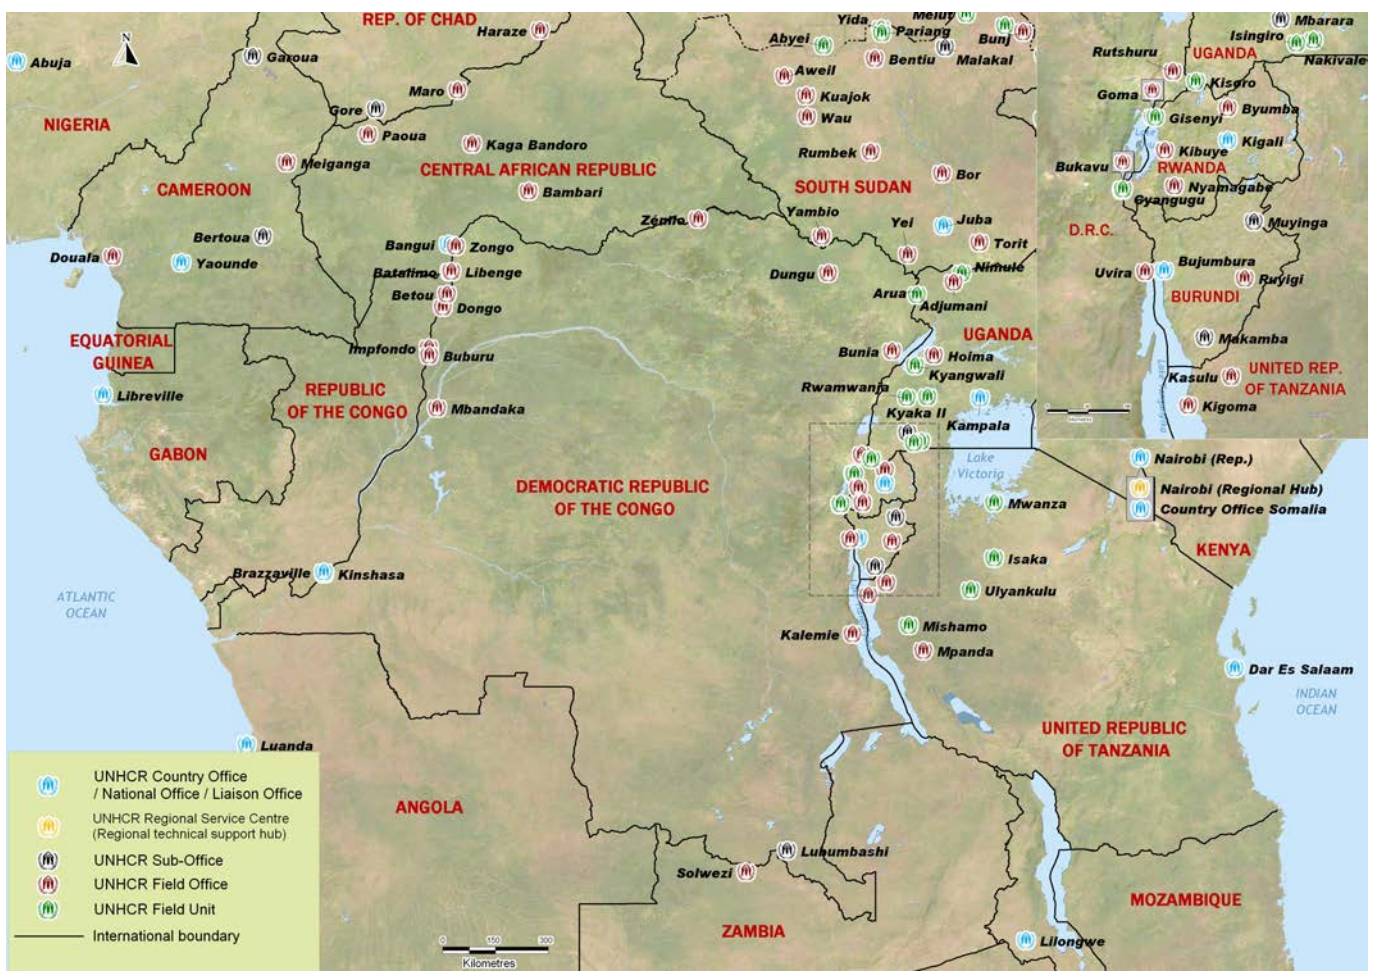 REP. OF CHAD
Haraze
Yida
Melut
Pariang
Bunj
Abyei
Bentiu
Malakal
Abuja
Garoua
Aweil
Maro
Kuajok
Gore
Wau
NIGERIA
Paoua
Kaga Bandoro
Rumbek
Meiganga
CENTRAL AFRICAN REPUBLIC
Bor
CAMEROON
Bambari
SOUTH SUDAN
Zemio
Yambio
Yei
Juba
Bertoua
Bangui
Zongo
Torit
Douala
Yaounde
Batalimo
Libenge
Dungu
Nimule
Betou
Dongo
Arua
Adjumani
EQUATORIAL
GUINEA
UGANDA
Impfondo
Buburu
Bunia
Hoima
Kyangwali
Libreville
REPUBLIC
OF THE CONGO
Mbandaka
Rwamwanja
Kyaka II
Kampala
GABON
Lake
Victoria
DEMOCRATIC REPUBLIC
OF THE CONGO
Mwanza
Nairobi (Rep.)
Nairobi (Regional Hub)
Country Office Somalia
KENYA
Brazzaville
Kinshasa
Isaka
Ulyankulu
ATLANTIC
OCEAN
Kalemie
Mishamo
Mpanda
Dar Es Salaam
INDIAN
OCEAN
UNITED REPUBLIC
OF TANZANIA
Luanda
ANGOLA
Lubumbashi
Solwezi
ZAMBIA
MOZAMBIQUE
Lilongwe
Mbarara
Isingiro
Nakivale
Rutshuru
UGANDA
Kisoro
Goma
Byumba
Gisenyi
Kigali
Kibuye
Bukavu
RWANDA
Nyamagabe
Cyangugu
Muyinga
D.R.C.
Uvira
Bujumbura
Ruyigi
BURUNDI
Makamba
Kasulu
UNITED REP.
OF TANZANIA
Kigoma
N
UNHCR Country Office
/ National Office / Liaison Office
UNHCR Regional Service Centre
(Regional technical support hub)
UNHCR Sub-Office
UNHCR Field Office
UNHCR Field Unit
International boundary
0 150 300
Kilometres